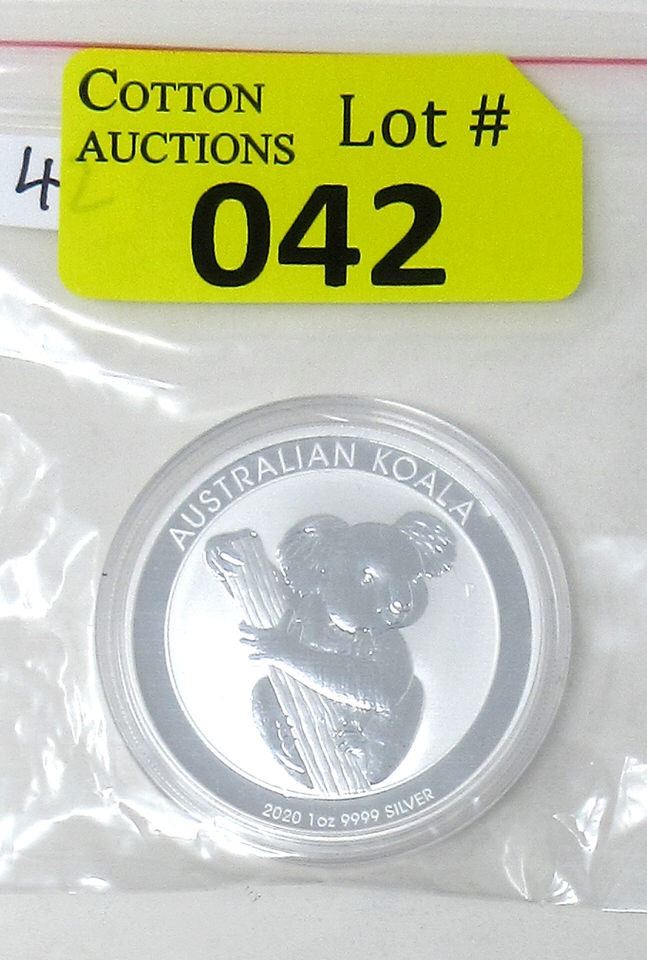 COTTON
AUCTIONS
Lot #
042
42
AUSTRALIAN KOALA
P
2020 1oz 9999 SILVER